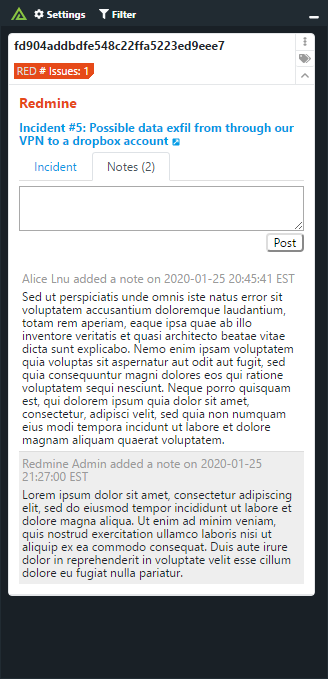 Settings Filter
fd904addbdfe548c22ffa5223ed9eee7
RED # Issues: 1
Redmine
Incident #5: Possible data exfil from through our
VPN to a dropbox account
Incident Notes (2)
Post
Alice Lnu added a note on 2020-01-25 20:45:41 EST
Sed ut perspiciatis unde omnis iste natus error sit
voluptatem accusantium doloremque laudantium,
totam rem aperiam, eaque ipsa quae ab illo
inventore veritatis et quasi architecto beatae vitae
dicta sunt explicabo. Nemo enim ipsam voluptatem
quia voluptas sit aspernatur aut odit aut fugit, sed
quia consequuntur magni dolores eos qui ratione
voluptatem sequi nesciunt. Neque porro quisquam
est, qui dolorem ipsum quia dolor sit amet,
consectetur, adipisci velit, sed quia non numquam
eius modi tempora incidunt ut labore et dolore
magnam aliquam quaerat voluptatem.
Redmine Admin added a note on 2020-01-25
21:27:00 EST
Lorem ipsum dolor sit amet, consectetur adipiscing
elit, sed do eiusmod tempor incididunt ut labore et
dolore magna aliqua. Ut enim ad minim veniam,
quis nostrud exercitation ullamco laboris nisi ut
aliquip ex ea commodo consequat. Duis aute irure
dolor in reprehenderit in voluptate velit esse cillum
dolore eu fugiat nulla pariatur.